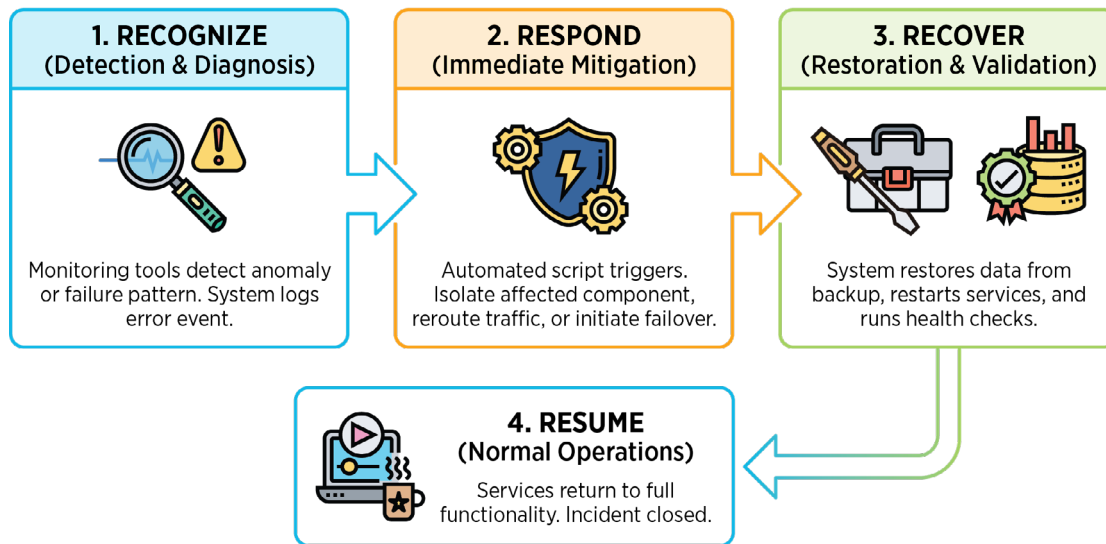 1. RECOGNIZE
(Detection & Diagnosis)
Monitoring tools detect anomaly
or failure pattern. System logs
error event.
2. RESPOND
(Immediate Mitigation)
Automated script triggers.
Isolate affected component,
reroute traffic, or initiate failover.
3. RECOVER
(Restoration & Validation)
System restores data from
backup, restarts services, and
runs health checks.
4. RESUME
(Normal Operations)
Services return to full
functionality. Incident closed.